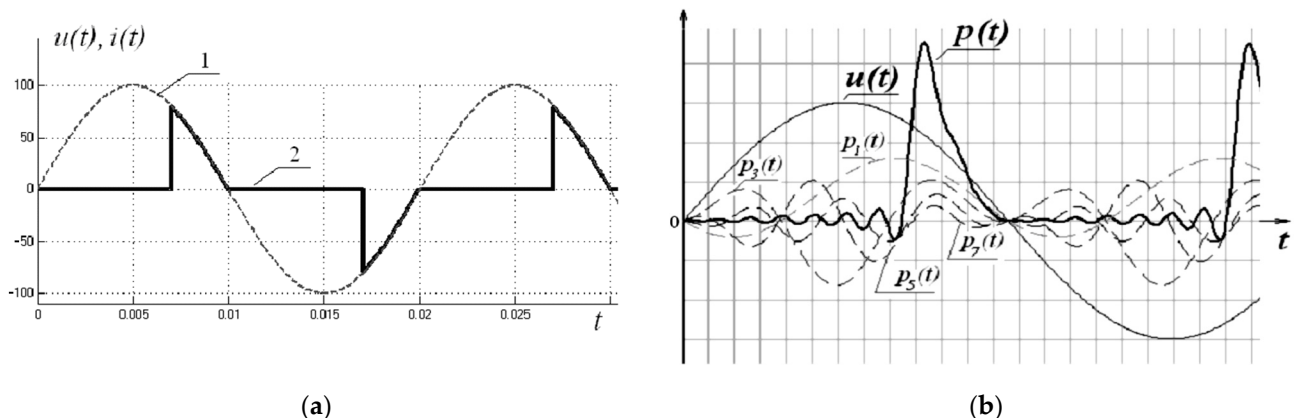 u(t), i(t)
1
2
100
50
0
-50
-100
0
0.005
0.01
0.015
0.02
0.025
t
(a)
p(t)
u(t)
p1(t)
p3(t)
0
p7(t)
p5(t)
t
(b)